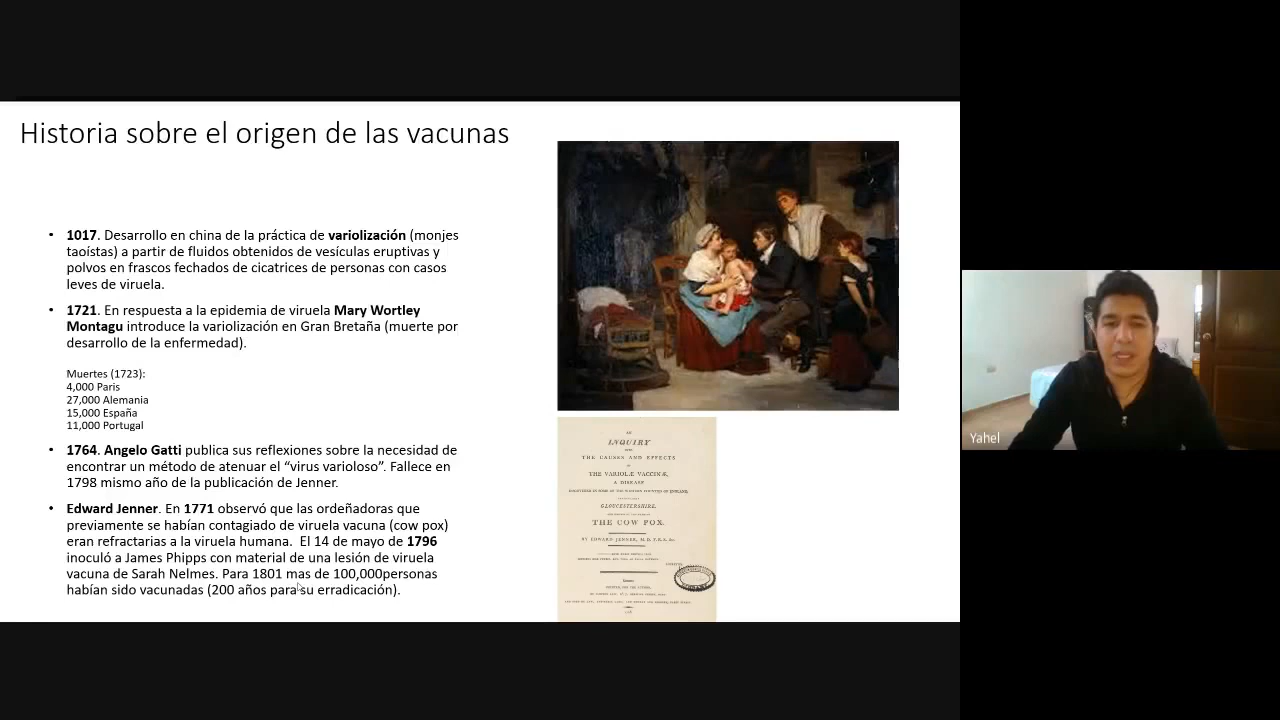 Historia sobre el origen de las vacunas
• 1017. Desarrollo en china de la práctica de variolización (monjes
taoístas) a partir de fluidos obtenidos de vesículas eruptivas y
polvos en frascos fechados de cicatrices de personas con casos
leves de viruela.
• 1721. En respuesta a la epidemia de viruela Mary Wortley
Montagu introduce la variolización en Gran Bretaña (muerte por
desarrollo de la enfermedad).
Muertes (1723):
4,000 Paris
27,000 Alemania
15,000 España
11,000 Portugal
• 1764. Angelo Gatti publica sus reflexiones sobre la necesidad de
encontrar un método de atenuar el “virus varioloso”. Fallece en
1798 mismo año de la publicación de Jenner.
• Edward Jenner. En 1771 observó que las ordeñadoras que
previamente se habían contagiado de viruela vacuna (cow pox)
eran refractarias a la viruela humana. El 14 de mayo de 1796
inoculó a James Phipps con material de una lesión de viruela
vacuna de Sarah Nelmes. Para 1801 mas de 100,000personas
habían sido vacunadas (200 años para su erradicación).
AN
INQUIRY
INTO
THE CAUSES AND EFFECTS
OF
THE VARIOLÆ VACCINÆ,
A DISEASE
GLOUCESTERSHIRE,
THE COW POX.
BY EDWARD JENNER, M.D. F.R.S. &c.
Yahel